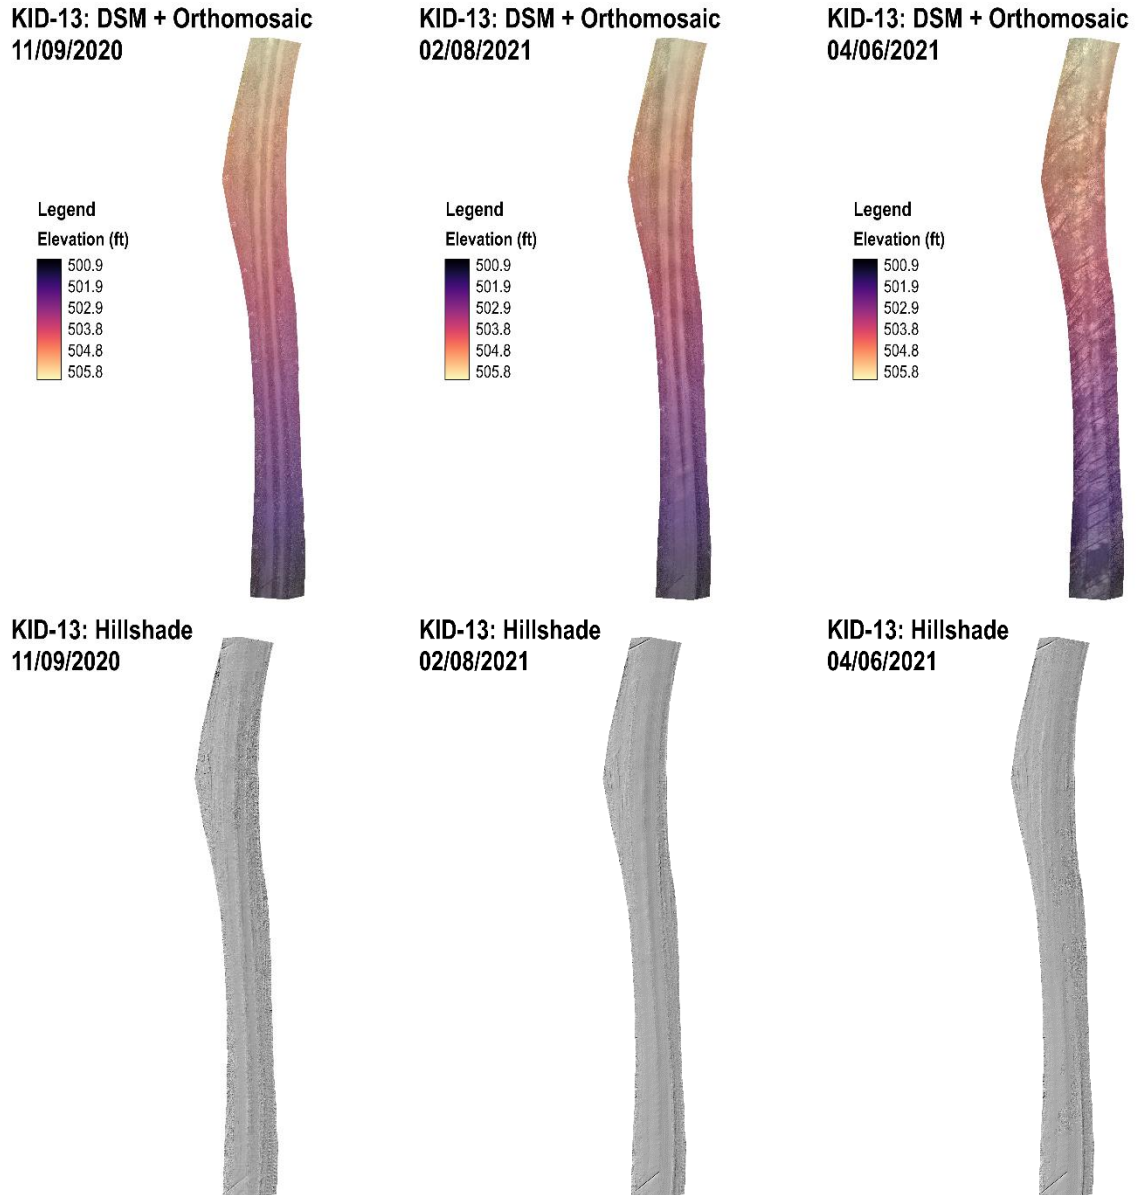 KID-13: DSM + Orthomosaic
11/09/2020
Legend
Elevation (ft)
500.9
501.9
502.9
503.8
504.8
505.8
KID-13: DSM + Orthomosaic
02/08/2021
Legend
Elevation (ft)
500.9
501.9
502.9
503.8
504.8
505.8
KID-13: DSM + Orthomosaic
04/06/2021
Legend
Elevation (ft)
500.9
501.9
502.9
503.8
504.8
505.8
KID-13: Hillshade
11/09/2020
KID-13: Hillshade
02/08/2021
KID-13: Hillshade
04/06/2021